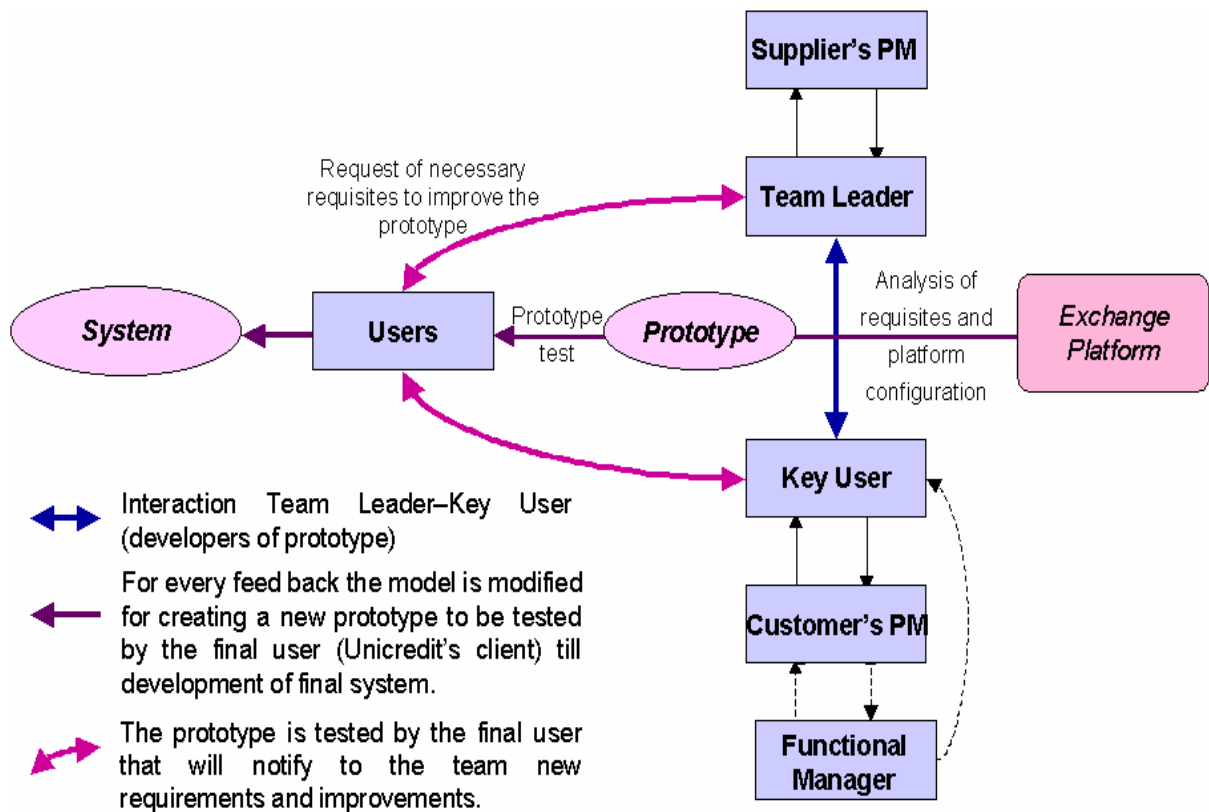 Supplier's PM
Request of necessary
requisites to improve the
prototype
Team Leader
System
Users
Prototype
test
Prototype
Analysis of
requisites and
platform
configuration
Exchange
Platform
Key User
Customer's PM
Functional
Manager
Interaction Team Leader–Key User
(developers of prototype)
For every feed back the model is modified
for creating a new prototype to be tested
by the final user (Unicredit's client) till
development of final system.
The prototype is tested by the final user
that will notify to the team new
requirements and improvements.